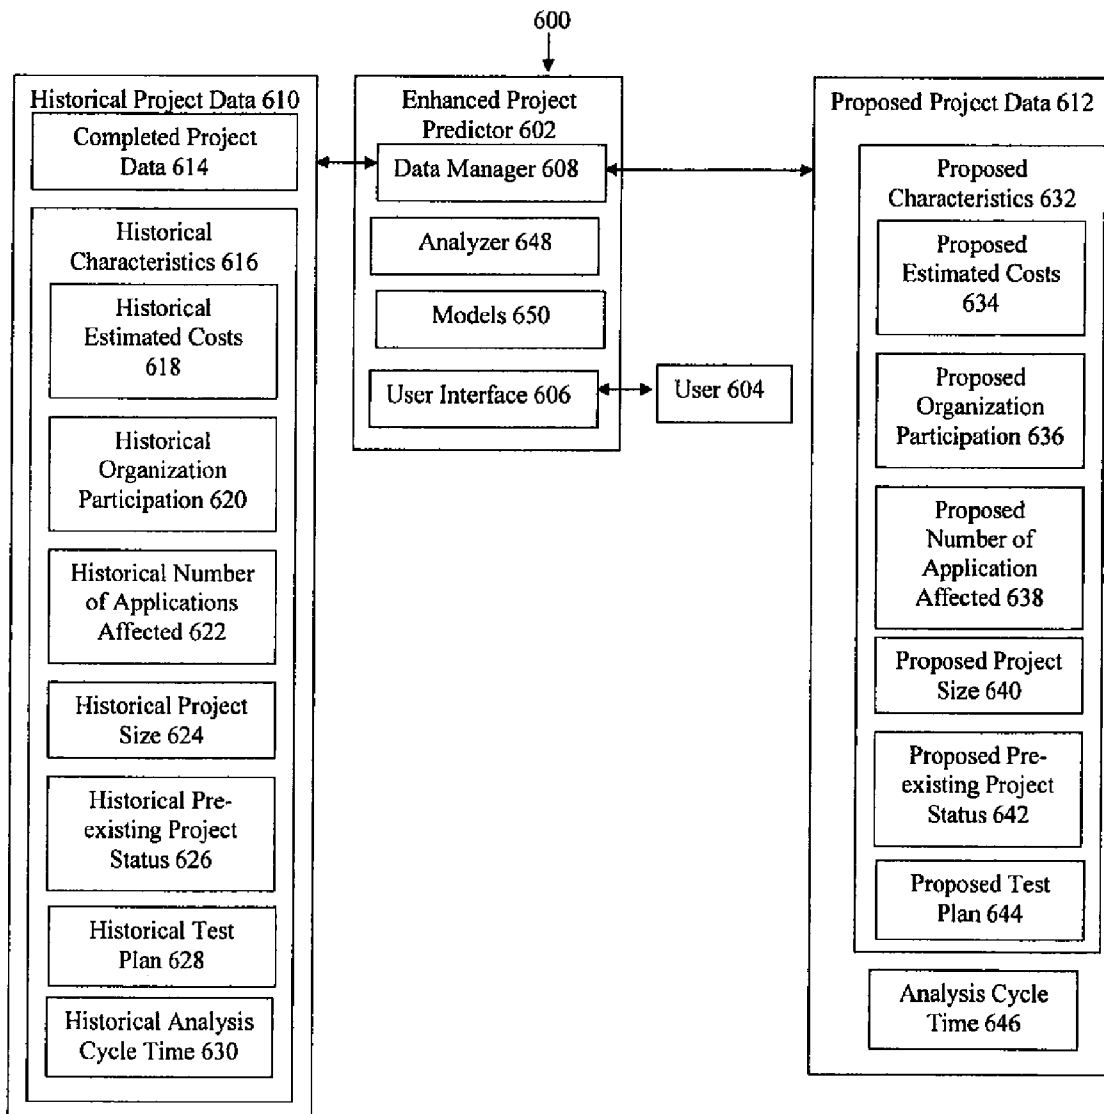 600
Historical Project Data 610
Completed Project
Data 614
Historical
Characteristics 616
Historical
Estimated Costs
618
Historical
Organization
Participation 620
Historical Number
of Applications
Affected 622
Historical Project
Size 624
Historical Pre-
existing Project
Status 626
Historical Test
Plan 628
Historical Analysis
Cycle Time 630
Enhanced Project
Predictor 602
Data Manager 608
Analyzer 648
Models 650
User Interface 606
User 604
Proposed Project Data 612
Proposed
Characteristics 632
Proposed
Estimated Costs
634
Proposed
Organization
Participation 636
Proposed
Number of
Application
Affected 638
Proposed Project
Size 640
Proposed Pre-
existing Project
Status 642
Proposed Test
Plan 644
Analysis Cycle
Time 646